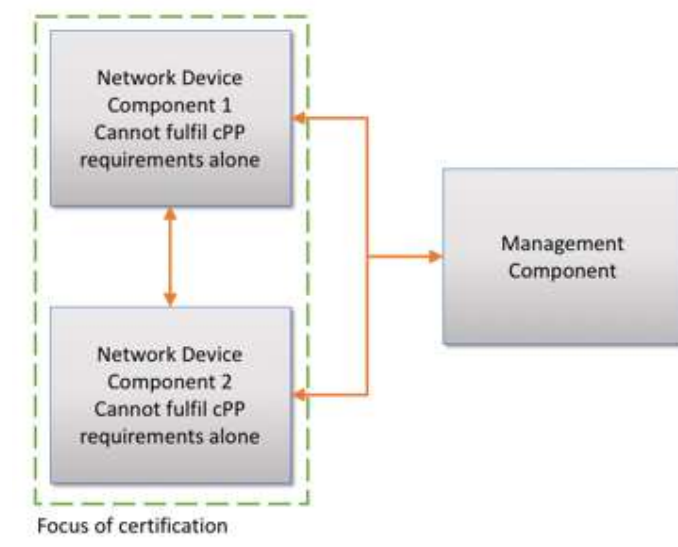 Network Device
Component 1
Cannot fulfil cPP
requirements alone
Management
Component
Network Device
Component 2
Cannot fulfil cPP
requirements alone
Focus of certification